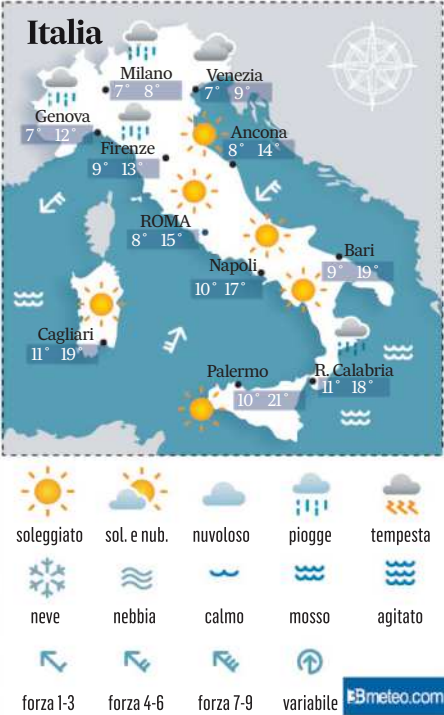 Italia
Milano
7° 8°
Venezia
7° 9°
Genova
7° 12°
Firenze
9° 13°
Ancona
8° 14°
ROMA
8° 15°
Bari
9° 19°
Napoli
10° 17°
Cagliari
11° 19°
Palermo
10° 21°
R. Calabria
11° 18°
soleggiato sol. e nub. nuvoloso piogge tempesta
neve nebbia calmo mosso agitato
forza 1-3 forza 4-6 forza 7-9 variabile
3Bmeteo.com